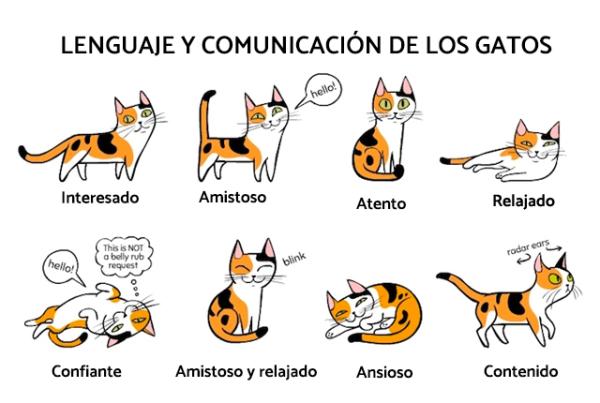 LENGUAJE Y COMUNICACIÓN DE LOS GATOS
hello!
Interesado
Amistoso
Atento
Relajado
hello!
This is NOT
a belly rub
request
blink
radar ears
Confiante
Amistoso y relajado
Ansioso
Contenido